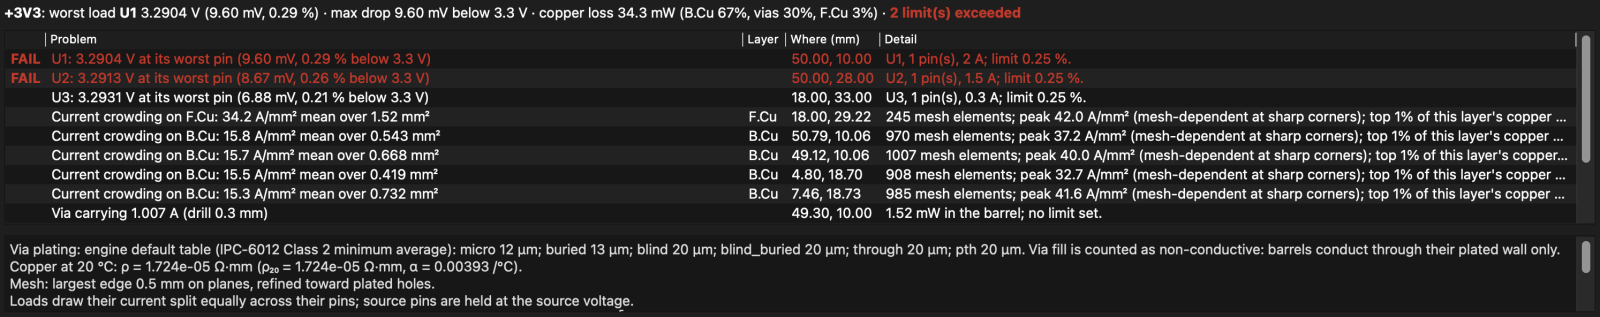 +3V3: worst load U1 3.2904 V (9.60 mV, 0.29 %) · max drop 9.60 mV below 3.3 V · copper loss 34.3 mW (B.Cu 67%, vias 30%, F.Cu 3%) · 2 limit(s) exceeded
Problem Layer Where (mm) Detail
FAIL U1: 3.2904 V at its worst pin (9.60 mV, 0.29 % below 3.3 V) 50.00, 10.00 U1, 1 pin(s), 2 A; limit 0.25 %.
FAIL U2: 3.2913 V at its worst pin (8.67 mV, 0.26 % below 3.3 V) 50.00, 28.00 U2, 1 pin(s), 1.5 A; limit 0.25 %.
U3: 3.2931 V at its worst pin (6.88 mV, 0.21 % below 3.3 V) 18.00, 33.00 U3, 1 pin(s), 0.3 A; limit 0.25 %.
Current crowding on F.Cu: 34.2 A/mm² mean over 1.52 mm² F.Cu 18.00, 29.22 245 mesh elements; peak 42.0 A/mm² (mesh-dependent at sharp corners); top 1% of this layer's copper ...
Current crowding on B.Cu: 15.8 A/mm² mean over 0.543 mm² B.Cu 50.79, 10.06 970 mesh elements; peak 37.2 A/mm² (mesh-dependent at sharp corners); top 1% of this layer's copper ...
Current crowding on B.Cu: 15.7 A/mm² mean over 0.668 mm² B.Cu 49.12, 10.06 1007 mesh elements; peak 40.0 A/mm² (mesh-dependent at sharp corners); top 1% of this layer's copper...
Current crowding on B.Cu: 15.5 A/mm² mean over 0.419 mm² B.Cu 4.80, 18.70 908 mesh elements; peak 32.7 A/mm² (mesh-dependent at sharp corners); top 1% of this layer's copper ...
Current crowding on B.Cu: 15.3 A/mm² mean over 0.732 mm² B.Cu 7.46, 18.73 985 mesh elements; peak 41.6 A/mm² (mesh-dependent at sharp corners); top 1% of this layer's copper ...
Via carrying 1.007 A (drill 0.3 mm) 49.30, 10.00 1.52 mW in the barrel; no limit set.
Via plating: engine default table (IPC-6012 Class 2 minimum average): micro 12 µm; buried 13 µm; blind 20 µm; blind_buried 20 µm; through 20 µm; pth 20 µm. Via fill is counted as non-conductive: barrels conduct through their plated wall only.
Copper at 20 °C: ρ = 1.724e-05 Ω·mm (ρ₂₀ = 1.724e-05 Ω·mm, α = 0.00393 /°C).
Mesh: largest edge 0.5 mm on planes, refined toward plated holes.
Loads draw their current split equally across their pins; source pins are held at the source voltage.